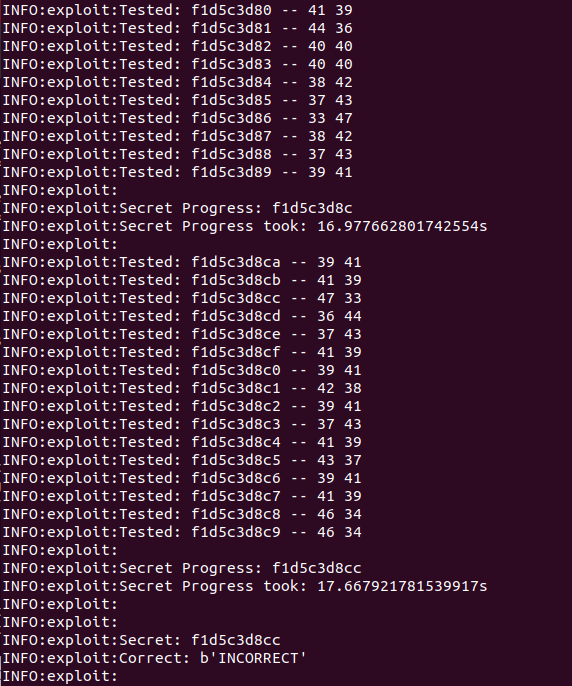 INFO:exploit:Tested: f1d5c3d80 -- 41 39
INFO:exploit:Tested: f1d5c3d81 -- 44 36
INFO:exploit:Tested: f1d5c3d82 -- 40 40
INFO:exploit:Tested: f1d5c3d83 -- 40 40
INFO:exploit:Tested: f1d5c3d84 -- 38 42
INFO:exploit:Tested: f1d5c3d85 -- 37 43
INFO:exploit:Tested: f1d5c3d86 -- 33 47
INFO:exploit:Tested: f1d5c3d87 -- 38 42
INFO:exploit:Tested: f1d5c3d88 -- 37 43
INFO:exploit:Tested: f1d5c3d89 -- 39 41
INFO:exploit:
INFO:exploit:Secret Progress: f1d5c3d8c
INFO:exploit:Secret Progress took: 16.977662801742554s
INFO:exploit:
INFO:exploit:Tested: f1d5c3d8ca -- 39 41
INFO:exploit:Tested: f1d5c3d8cb -- 41 39
INFO:exploit:Tested: f1d5c3d8cc -- 47 33
INFO:exploit:Tested: f1d5c3d8cd -- 36 44
INFO:exploit:Tested: f1d5c3d8ce -- 37 43
INFO:exploit:Tested: f1d5c3d8cf -- 41 39
INFO:exploit:Tested: f1d5c3d8c0 -- 39 41
INFO:exploit:Tested: f1d5c3d8c1 -- 42 38
INFO:exploit:Tested: f1d5c3d8c2 -- 39 41
INFO:exploit:Tested: f1d5c3d8c3 -- 37 43
INFO:exploit:Tested: f1d5c3d8c4 -- 41 39
INFO:exploit:Tested: f1d5c3d8c5 -- 43 37
INFO:exploit:Tested: f1d5c3d8c6 -- 39 41
INFO:exploit:Tested: f1d5c3d8c7 -- 41 39
INFO:exploit:Tested: f1d5c3d8c8 -- 46 34
INFO:exploit:Tested: f1d5c3d8c9 -- 46 34
INFO:exploit:
INFO:exploit:Secret Progress: f1d5c3d8cc
INFO:exploit:Secret Progress took: 17.667921781539917s
INFO:exploit:
INFO:exploit:
INFO:exploit:Secret: f1d5c3d8cc
INFO:exploit:Correct: b'INCORRECT'
INFO:exploit: